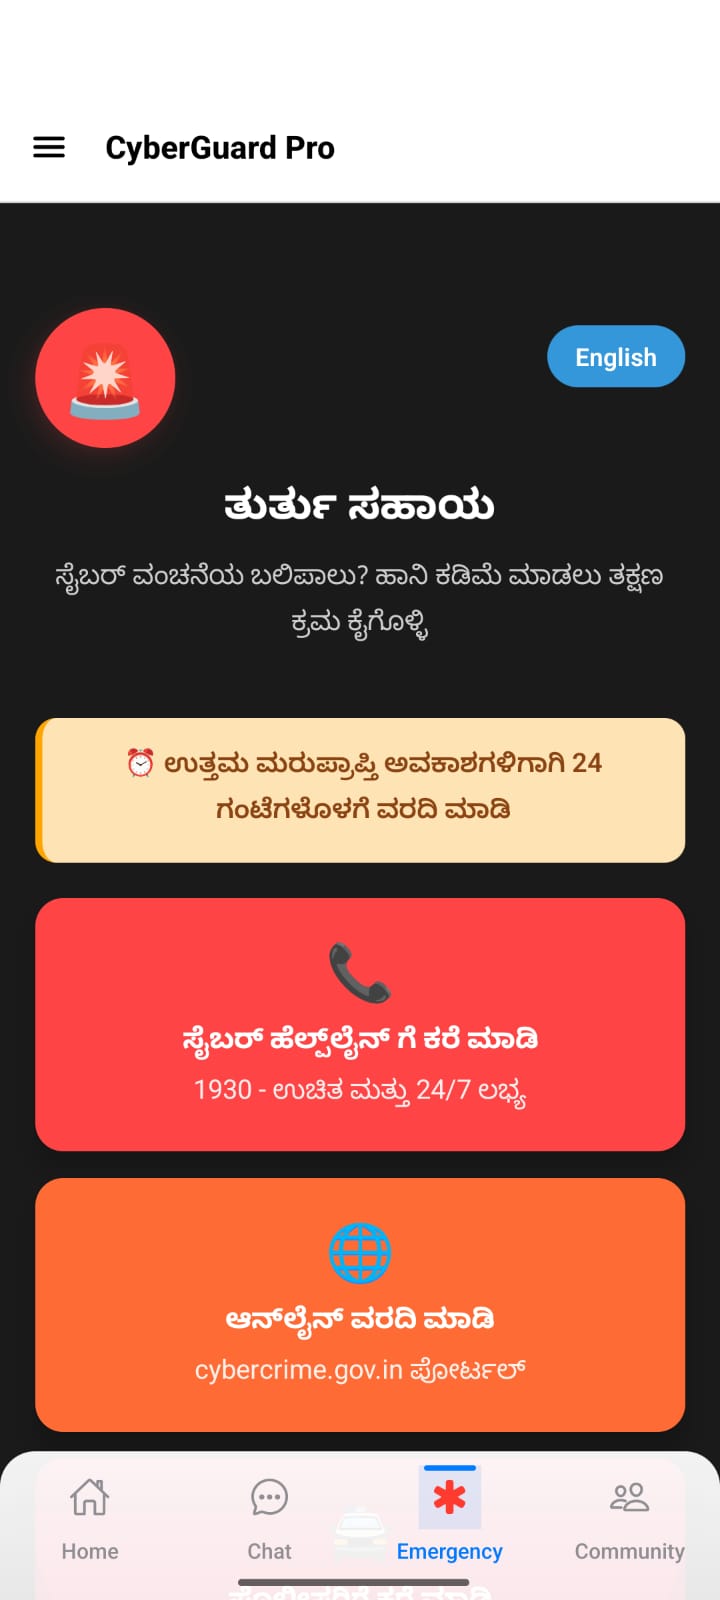 CyberGuard Pro
English
ತುರ್ತು ಸಹಾಯ
ಸೈಬರ್ ವಂಚನೆಯ ಬಲಿಪಾಲು? ಹಾನಿ ಕಡಿಮೆ ಮಾಡಲು ತಕ್ಷಣ
ಕ್ರಮ ಕೈಗೊಳ್ಳಿ
⏰ ಉತ್ತಮ ಮರುಪ್ರಾಪ್ತಿ ಅವಕಾಶಗಳಿಗಾಗಿ 24
ಗಂಟೆಗಳೊಳಗೆ ವರದಿ ಮಾಡಿ
ಸೈಬರ್ ಹೆಲ್ಪ್‌ಲೈನ್ ಗೆ ಕರೆ ಮಾಡಿ
1930 - ಉಚಿತ ಮತ್ತು 24/7 ಲಭ್ಯ
ಆನ್‌ಲೈನ್ ವರದಿ ಮಾಡಿ
cybercrime.gov.in ಪೋರ್ಟಲ್
Home
Chat
Emergency
Community